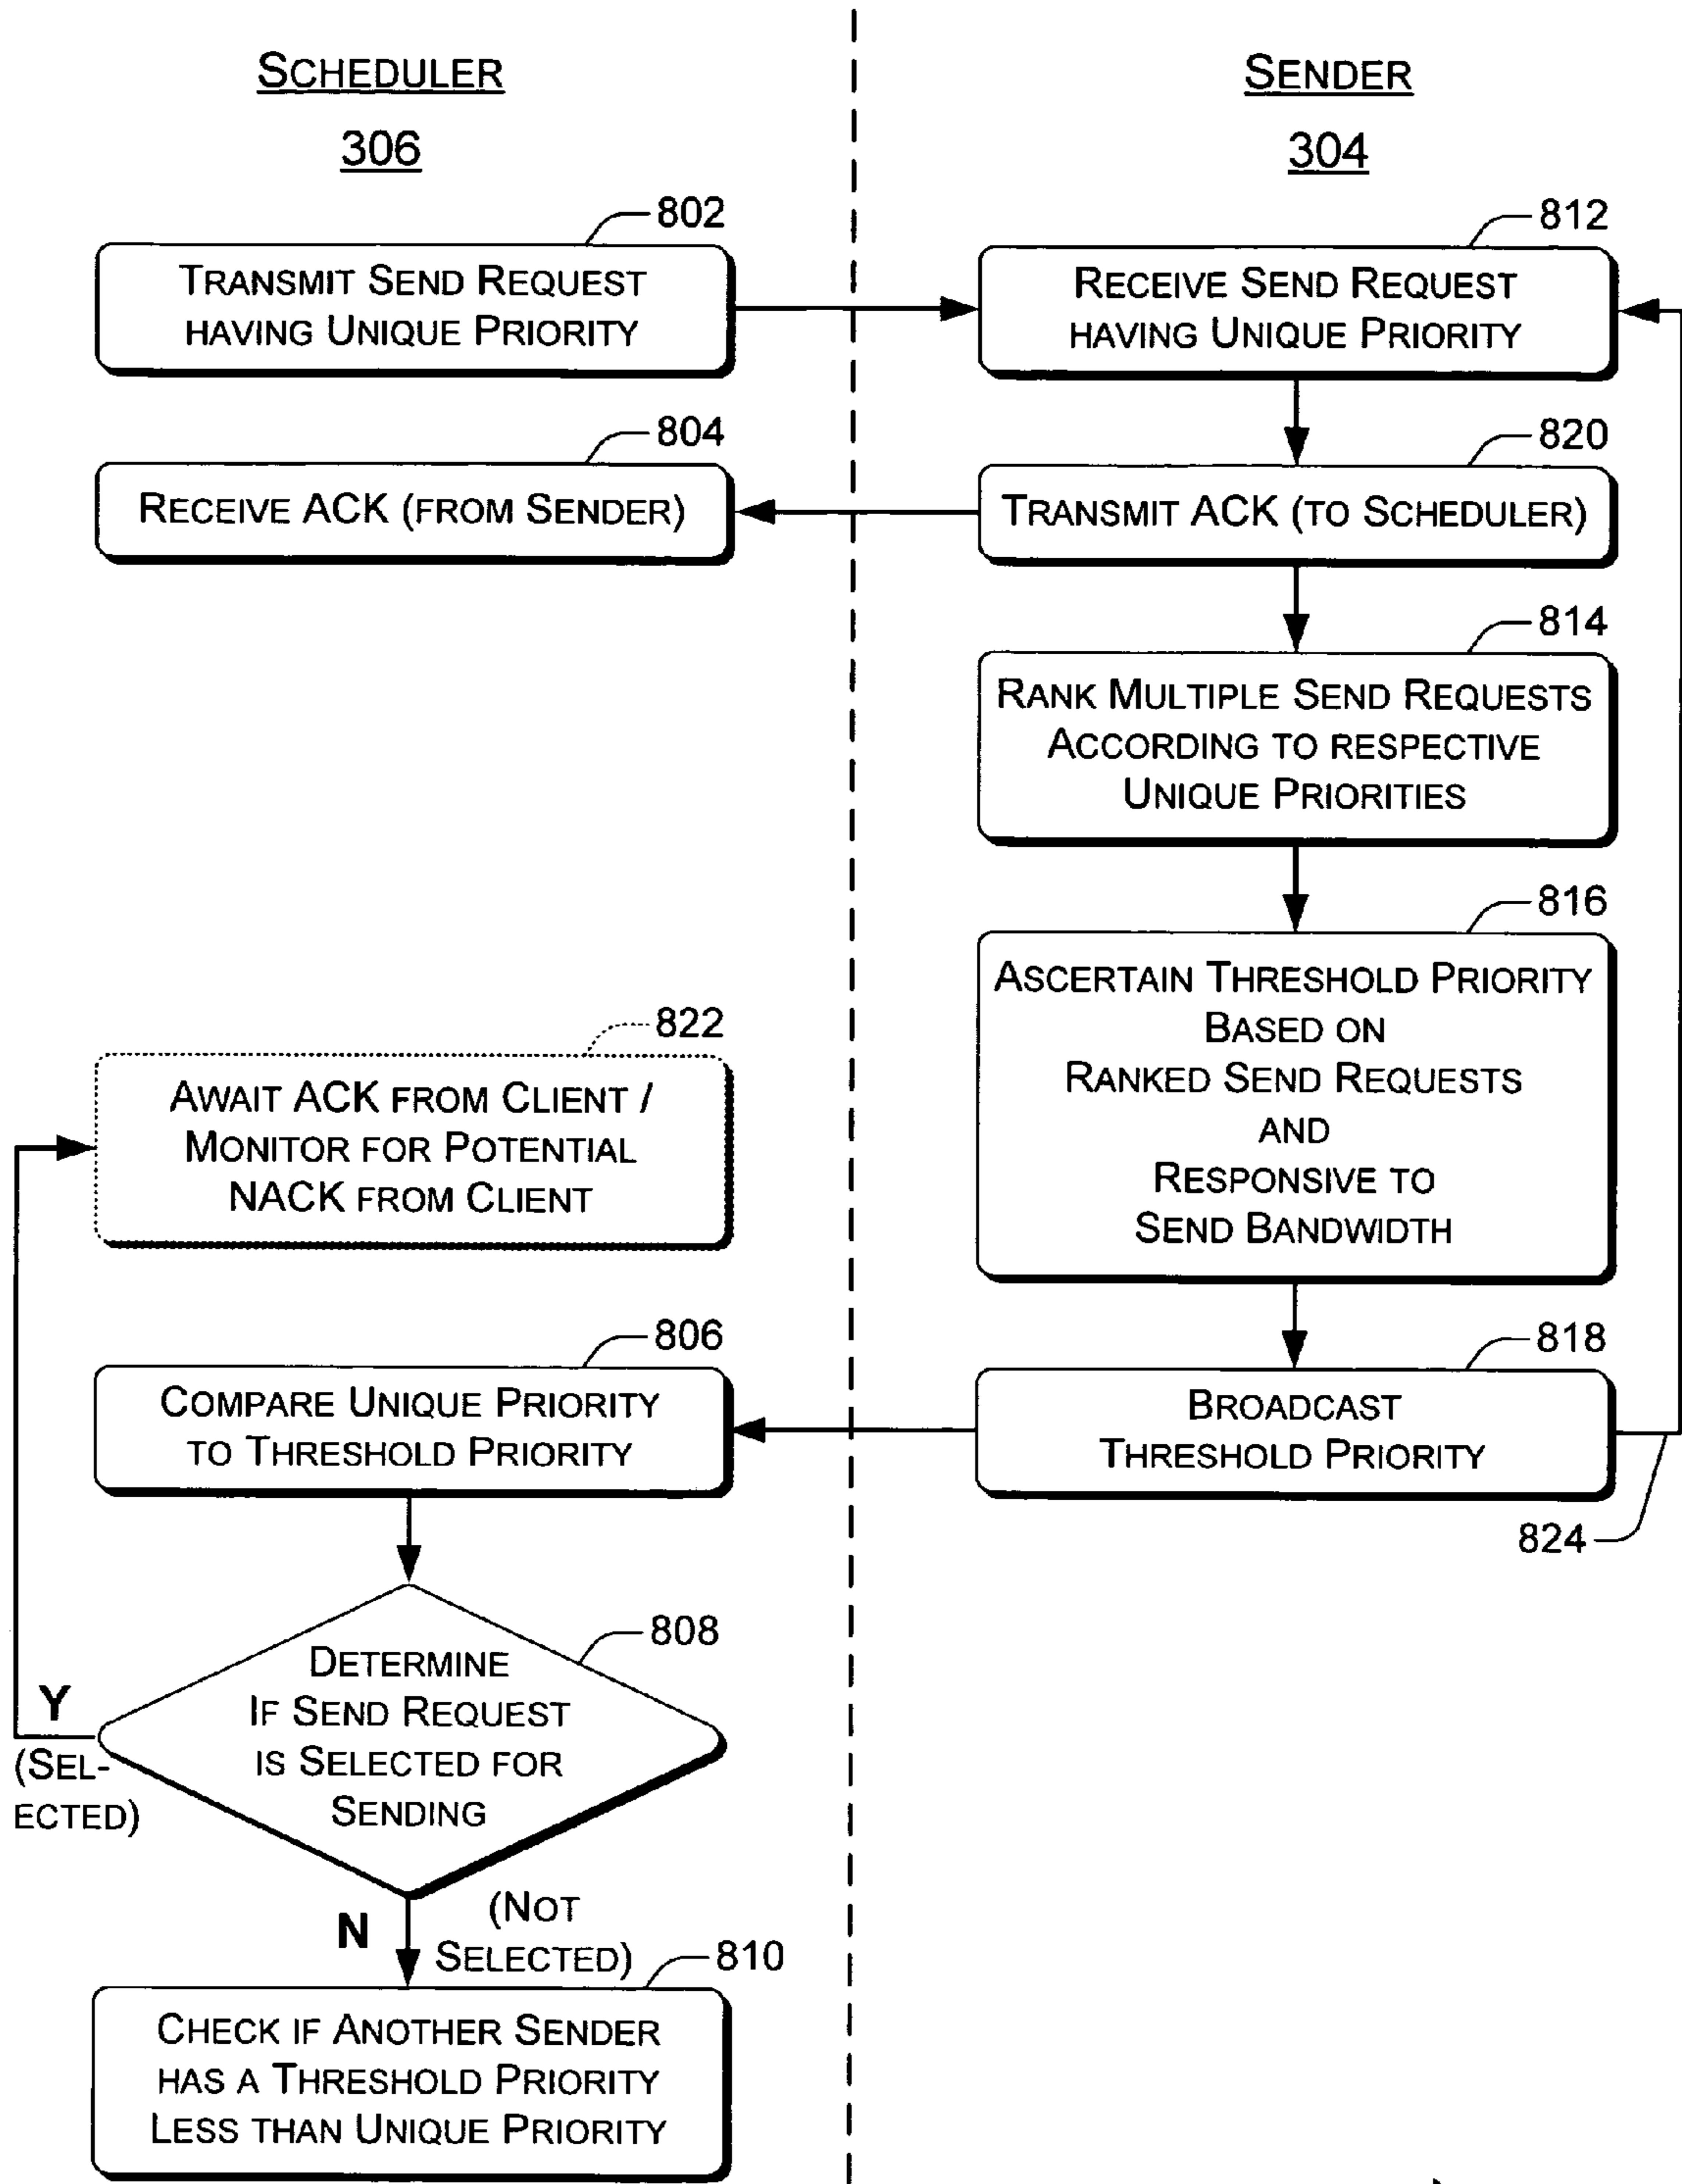 SCHEDULER
306
802
TRANSMIT SEND REQUEST
HAVING UNIQUE PRIORITY
804
RECEIVE ACK (FROM SENDER)
822
AWAIT ACK FROM CLIENT /
MONITOR FOR POTENTIAL
NACK FROM CLIENT
806
COMPARE UNIQUE PRIORITY
TO THRESHOLD PRIORITY
808
DETERMINE
IF SEND REQUEST
IS SELECTED FOR
SENDING
Y
(SEL-
ECTED)
N
(NOT
SELECTED)
810
CHECK IF ANOTHER SENDER
HAS A THRESHOLD PRIORITY
LESS THAN UNIQUE PRIORITY
SENDER
304
812
RECEIVE SEND REQUEST
HAVING UNIQUE PRIORITY
820
TRANSMIT ACK (TO SCHEDULER)
814
RANK MULTIPLE SEND REQUESTS
ACCORDING TO RESPECTIVE
UNIQUE PRIORITIES
816
ASCERTAIN THRESHOLD PRIORITY
BASED ON
RANKED SEND REQUESTS
AND
RESPONSIVE TO
SEND BANDWIDTH
818
BROADCAST
THRESHOLD PRIORITY
824